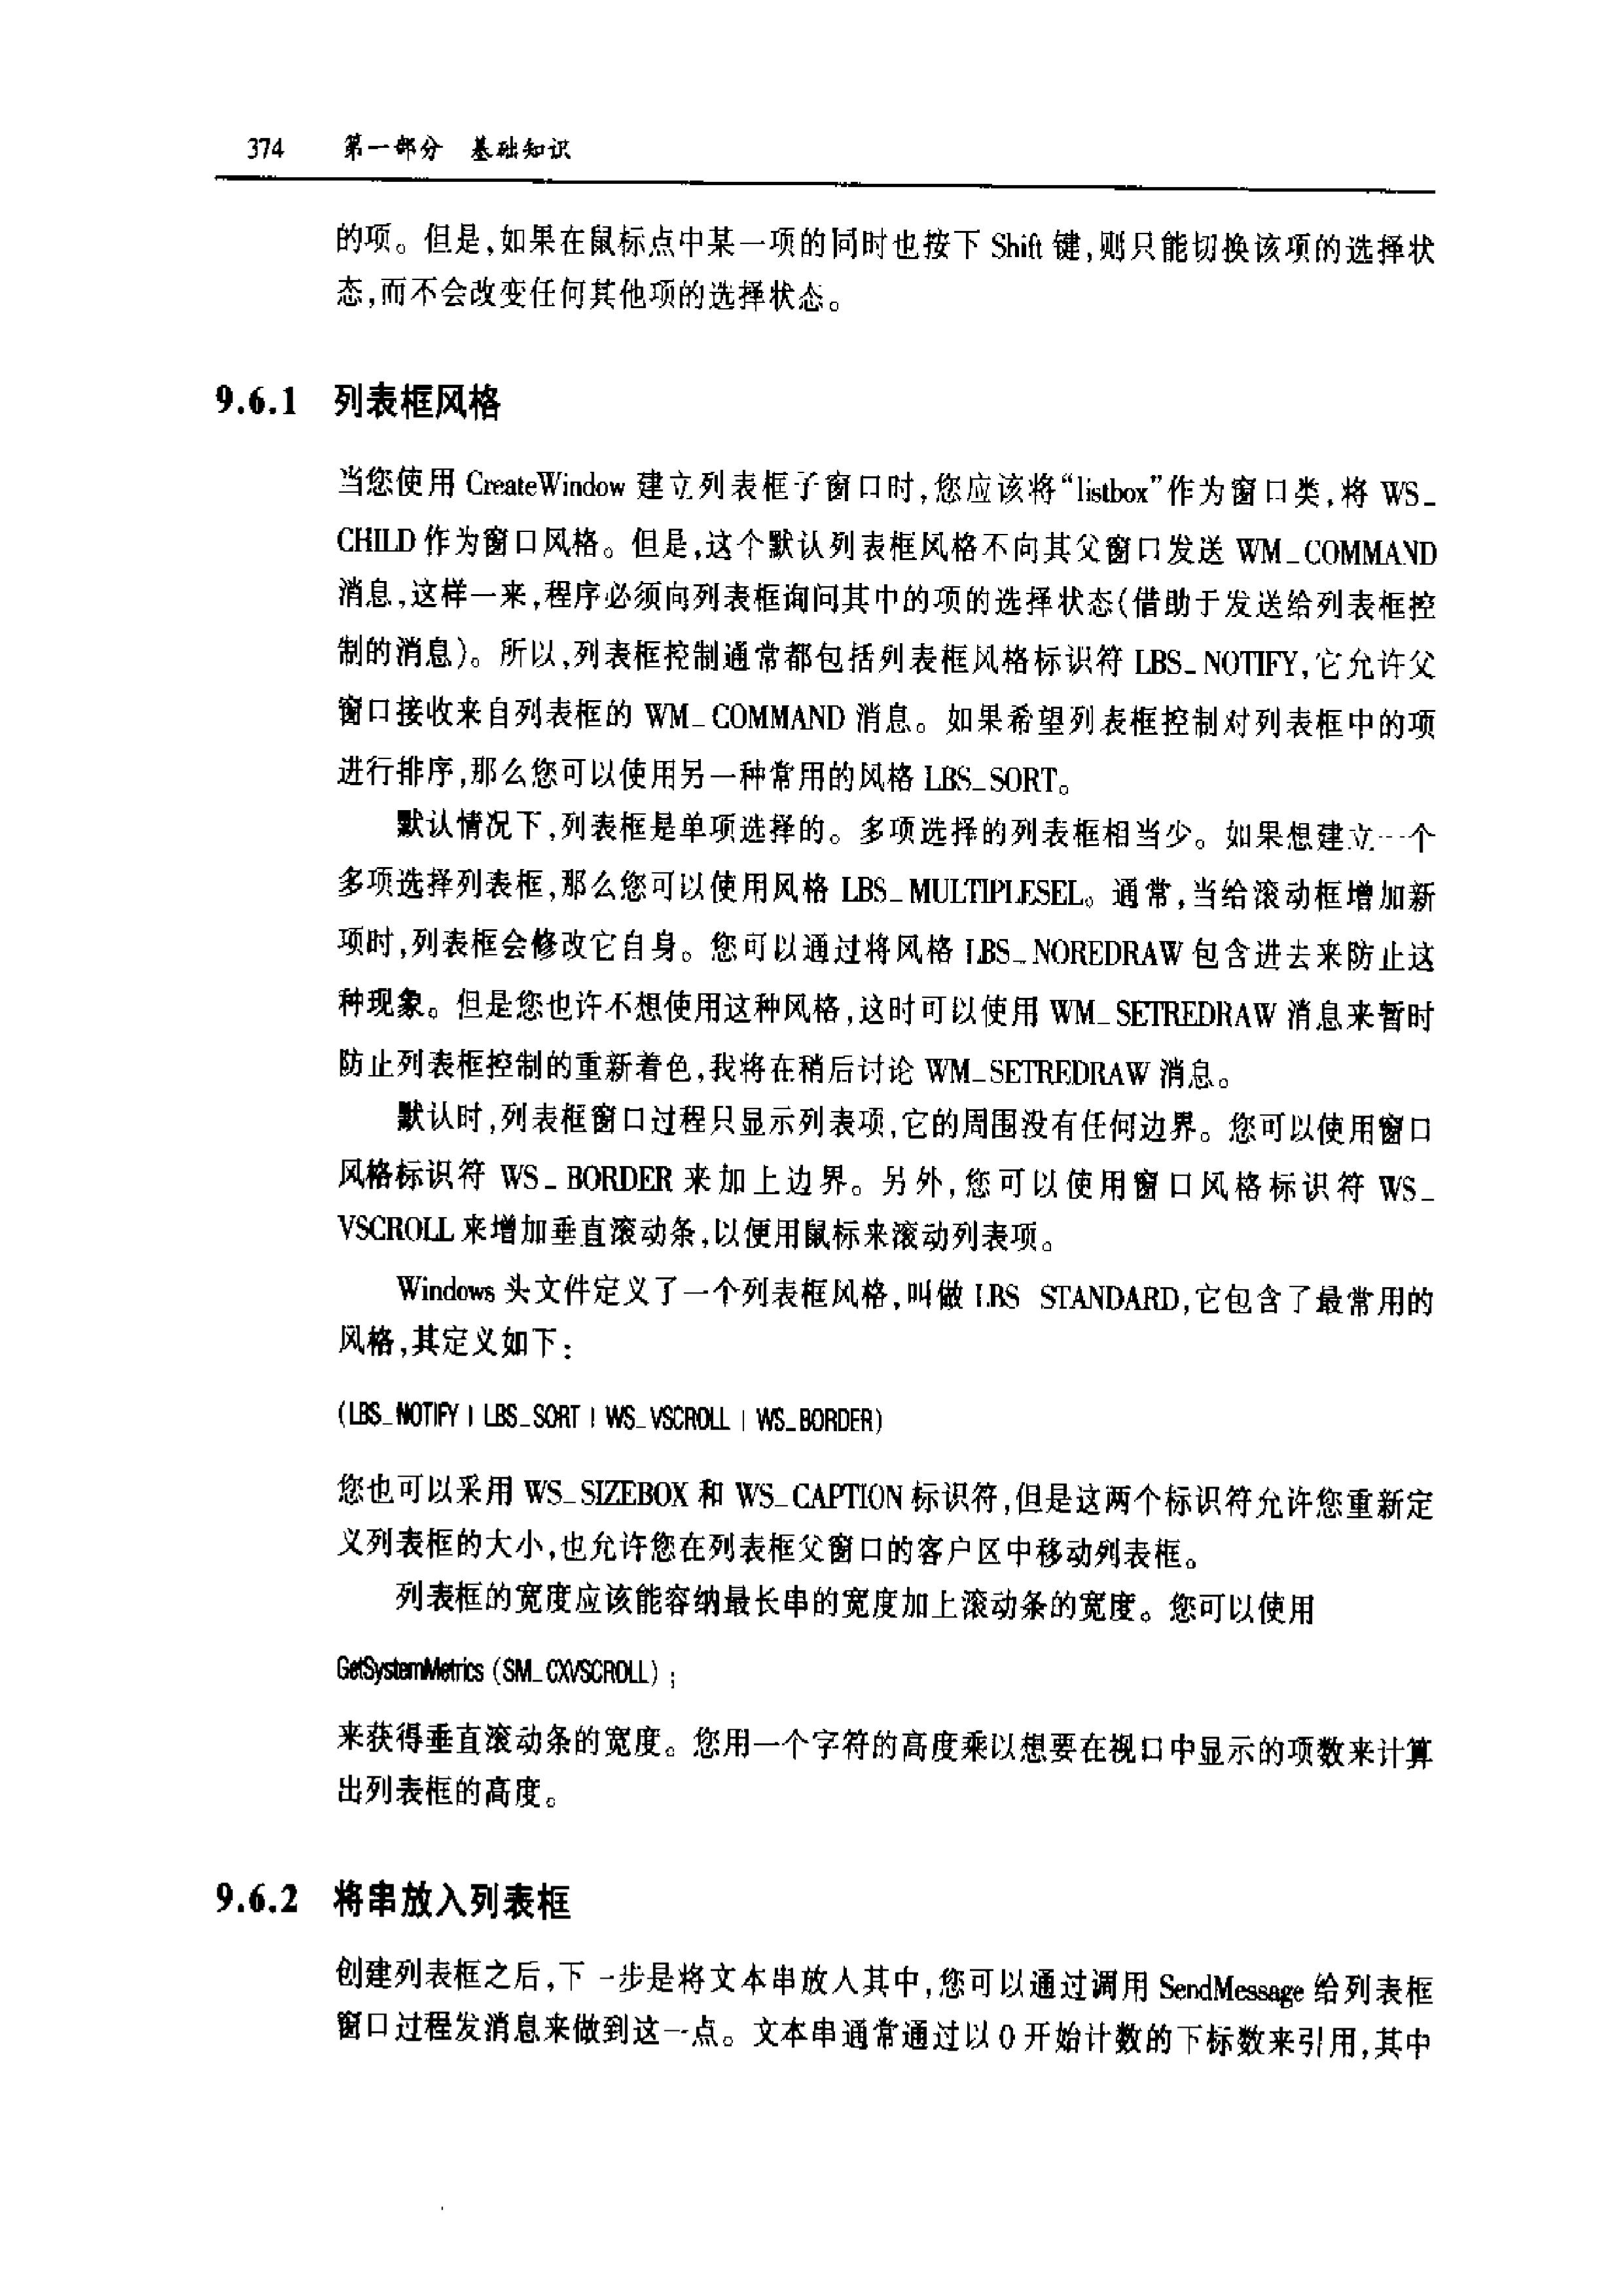 374 第一部分 基础知识
的项。但是,如果在鼠标点中某一项的同时也按下 Shift 键,则只能切换该项的选择状
态,而不会改变任何其他项的选择状态。
9.6.1 列表框风格
当您使用 CreateWindow 建立列表框子窗口时,您应该将“listbox”作为窗口类,将 WS_
CHILD 作为窗口风格。但是,这个默认列表框风格不向其父窗口发送 WM_COMMAND
消息,这样一来,程序必须向列表框询问其中的项的选择状态(借助于发送给列表框控
制的消息)。所以,列表框控制通常都包括列表框风格标识符 LBS_NOTIFY,它允许父
窗口接收来自列表框的 WM_COMMAND 消息。如果希望列表框控制对列表框中的项
进行排序,那么您可以使用另一种常用的风格 LBS_SORT。
默认情况下,列表框是单项选择的。多项选择的列表框相当少。如果想建立一个
多项选择列表框,那么您可以使用风格 LBS_MULTIPLESEL。通常,当给滚动框增加新
项时,列表框会修改它自身。您可以通过将风格 LBS_NOREDRAW 包含进去来防止这
种现象。但是您也许不想使用这种风格,这时可以使用 WM_SETREDRAW 消息来暂时
防止列表框控制的重新着色,我将在稍后讨论 WM_SETREDRAW 消息。
默认时,列表框窗口过程只显示列表项,它的周围没有任何边界。您可以使用窗口
风格标识符 WS_BORDER 来加上边界。另外,您可以使用窗口风格标识符 WS_
VSCROLL 来增加垂直滚动条,以便用鼠标来滚动列表项。
Windows 头文件定义了一个列表框风格,叫做 LBS STANDARD,它包含了最常用的
风格,其定义如下:
(LBS_NOTIFY | LBS_SORT | WS_VSCROLL | WS_BORDER)
您也可以采用 WS_SIZEBOX 和 WS_CAPTION 标识符,但是这两个标识符允许您重新定
义列表框的大小,也允许您在列表框父窗口的客户区中移动列表框。
列表框的宽度应该能容纳最长串的宽度加上滚动条的宽度。您可以使用
GetSystemMetrics (SM_CXVSCROLL) ;
来获得垂直滚动条的宽度。您用一个字符的高度乘以想要在视口中显示的项数来计算
出列表框的高度。
9.6.2 将串放入列表框
创建列表框之后,下一步是将文本串放入其中,您可以通过调用 SendMessage 给列表框
窗口过程发消息来做到这一点。文本串通常通过以 0 开始计数的下标数来引用,其中